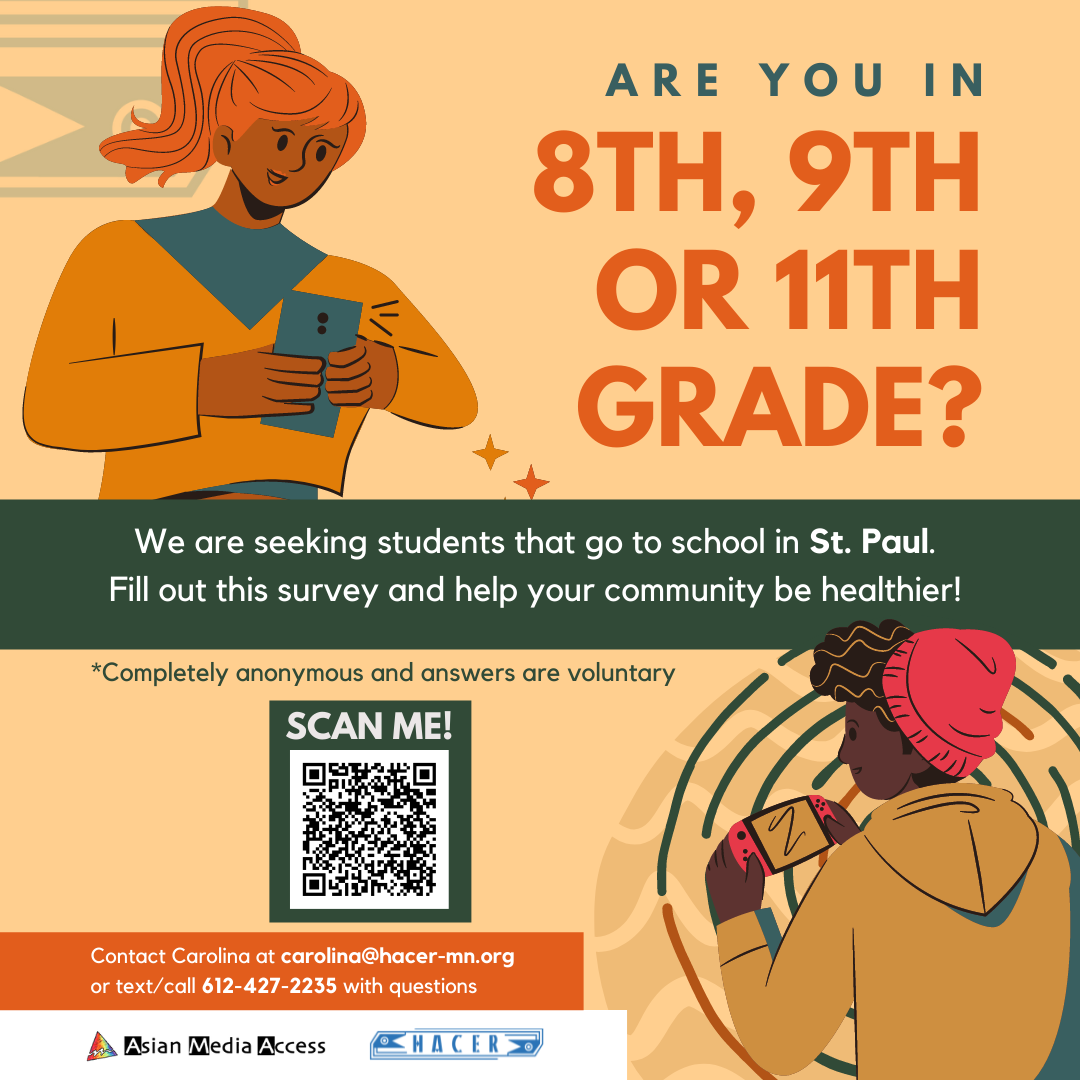 ARE YOU IN
8TH, 9TH
OR 11TH
GRADE?
We are seeking students that go to school in St. Paul.
Fill out this survey and help your community be healthier!
*Completely anonymous and answers are voluntary
SCAN ME!
Contact Carolina at carolina@hacer-mn.org
or text/call 612-427-2235 with questions
Asian Media Access
HACER